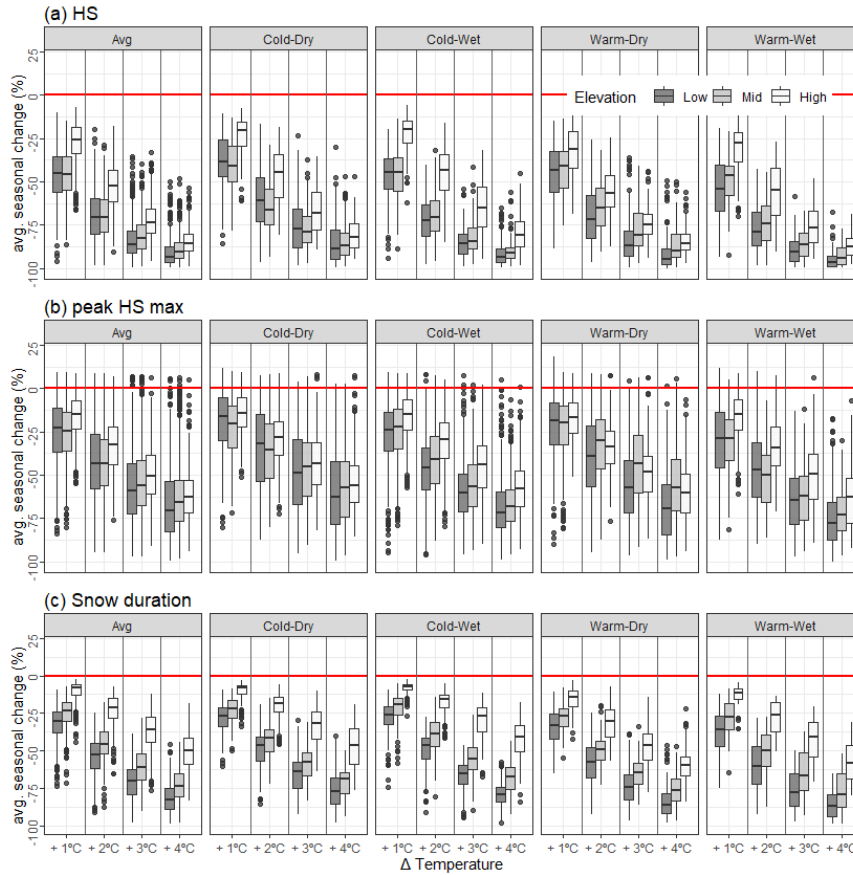 (a) HS
Avg Cold-Dry Cold-Wet Warm-Dry Warm-Wet
avg. seasonal change (%)
25
0
-25
-50
-75
-100
Elevation Low Mid High
(b) peak HS max
Avg Cold-Dry Cold-Wet Warm-Dry Warm-Wet
avg. seasonal change (%)
25
0
-25
-50
-75
-100
(c) Snow duration
Avg Cold-Dry Cold-Wet Warm-Dry Warm-Wet
avg. seasonal change (%)
25
0
-25
-50
-75
-100
+ 1ºC + 2ºC + 3ºC + 4ºC + 1ºC + 2ºC + 3ºC + 4ºC + 1ºC + 2ºC + 3ºC + 4ºC + 1ºC + 2ºC + 3ºC + 4ºC + 1ºC + 2ºC + 3ºC + 4ºC
Δ Temperature